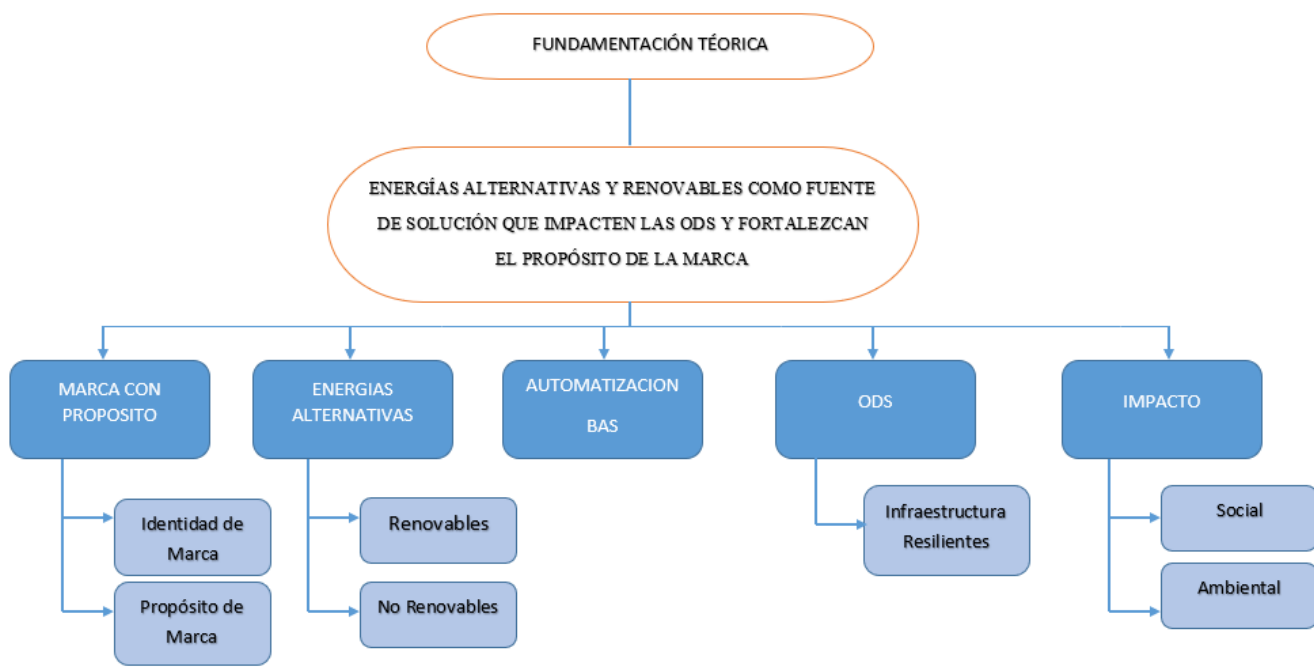 FUNDAMENTACIÓN TÉORICA
ENERGÍAS ALTERNATIVAS Y RENOVABLES COMO FUENTE
DE SOLUCIÓN QUE IMPACTEN LAS ODS Y FORTALEZCAN
EL PROPÓSITO DE LA MARCA
MARCA CON
PROPOSITO
ENERGIAS
ALTERNATIVAS
AUTOMATIZACION
BAS
ODS
IMPACTO
Identidad de
Marca
Propósito de
Marca
Renovables
No Renovables
Infraestructura
Resilientes
Social
Ambiental